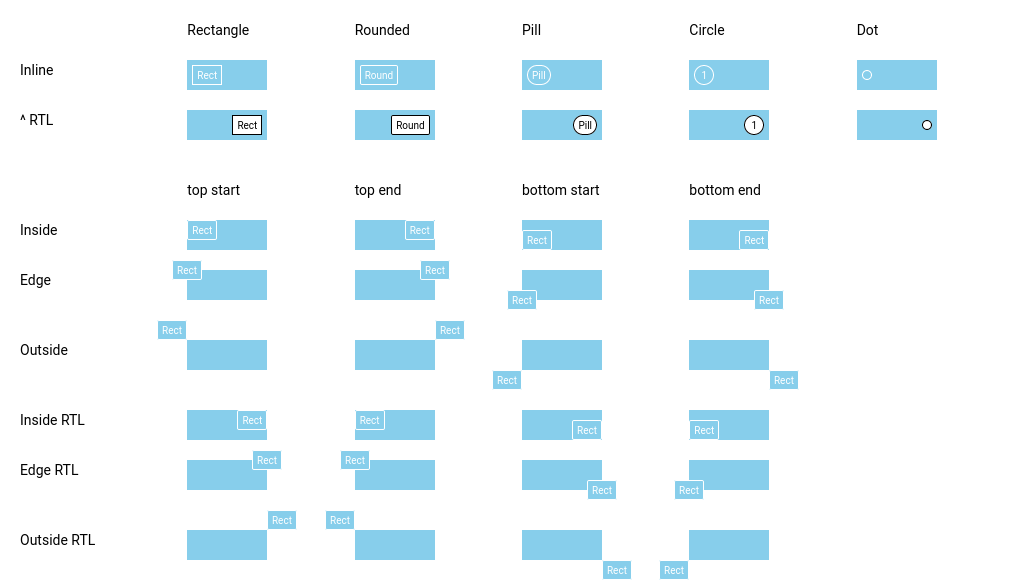 Rectangle Rounded Pill Circle Dot
Inline Rect Round Pill 1
^ RTL Rect Round Pill 1
top start top end bottom start bottom end
Inside Rect Rect Rect Rect
Edge Rect Rect Rect Rect
Outside Rect Rect Rect Rect
Inside RTL Rect Rect Rect Rect
Edge RTL Rect Rect Rect Rect
Outside RTL Rect Rect Rect Rect